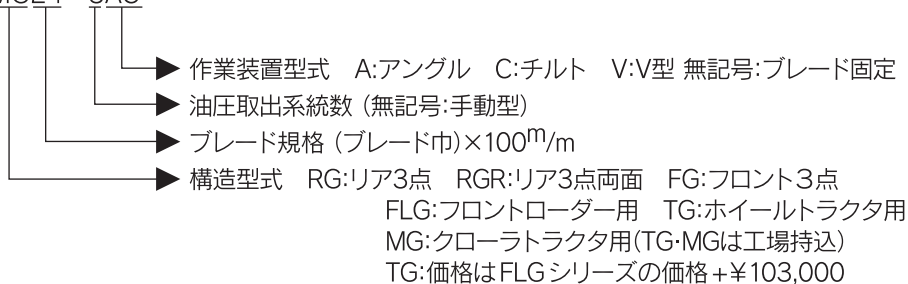 作業装置型式　A:アングル　C:チルト　V:V型 無記号:ブレード固定
油圧取出系統数 (無記号:手動型)
ブレード規格 (ブレード巾)×100m/m
構造型式　RG:リア3点　RGR:リア3点両面　FG:フロント3点
FLG:フロントローダー用　TG:ホイールトラクタ用
MG:クローラトラクタ用(TG·MGは工場持込)
TG:価格はFLGシリーズの価格+¥103,000